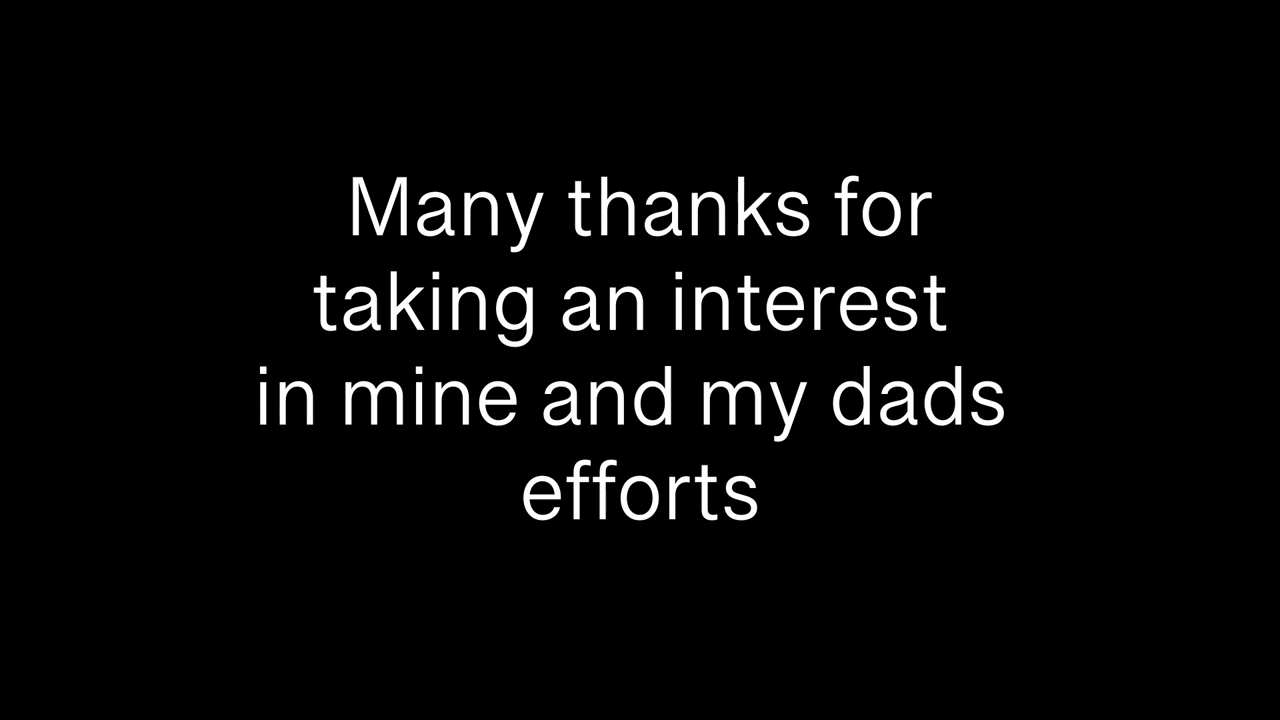 Many thanks for
taking an interest
in mine and my dads
efforts